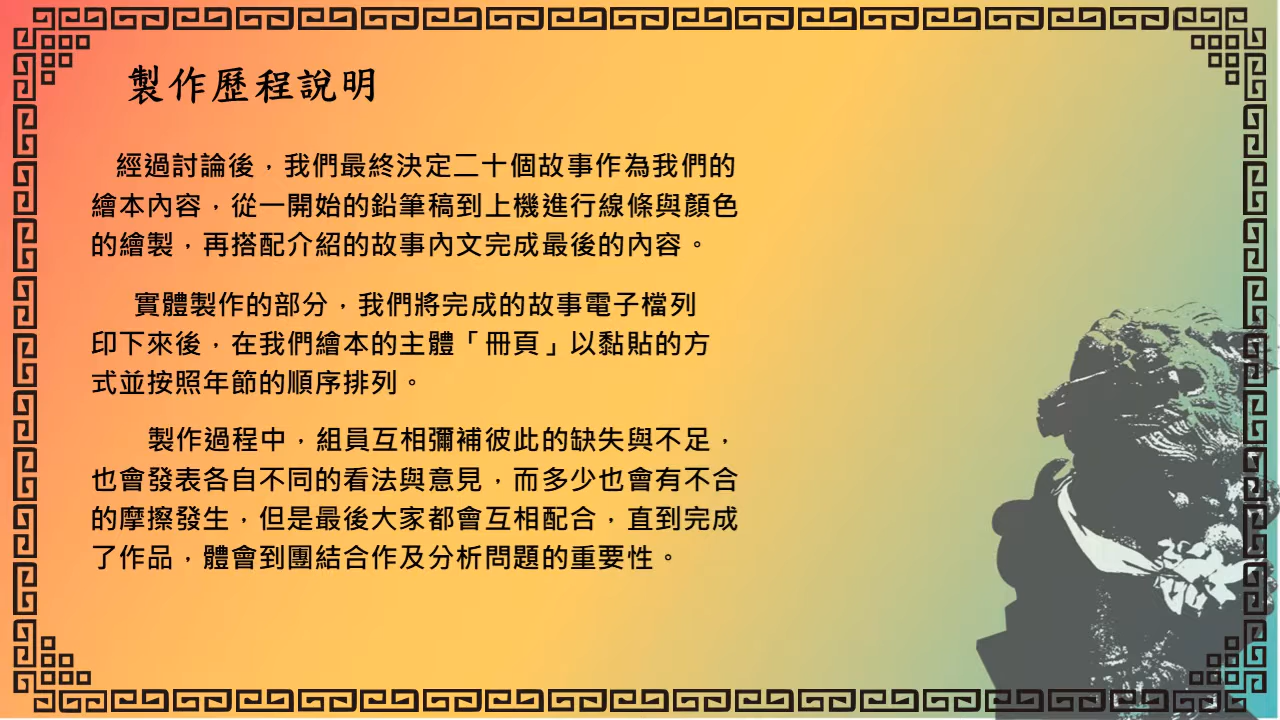 製作歷程說明
經過討論後，我們最終決定二十個故事作為我們的
繪本內容，從一開始的鉛筆稿到上機進行線條與顏色
的繪製，再搭配介紹的故事內文完成最後的內容。
實體製作的部分，我們將完成的故事電子檔列
印下來後，在我們繪本的主體「冊頁」以黏貼的方
式並按照年節的順序排列。
製作過程中，組員互相彌補彼此的缺失與不足，
也會發表各自不同的看法與意見，而多少也會有不合
的摩擦發生，但是最後大家都會互相配合，直到完成
了作品，體會到團結合作及分析問題的重要性。